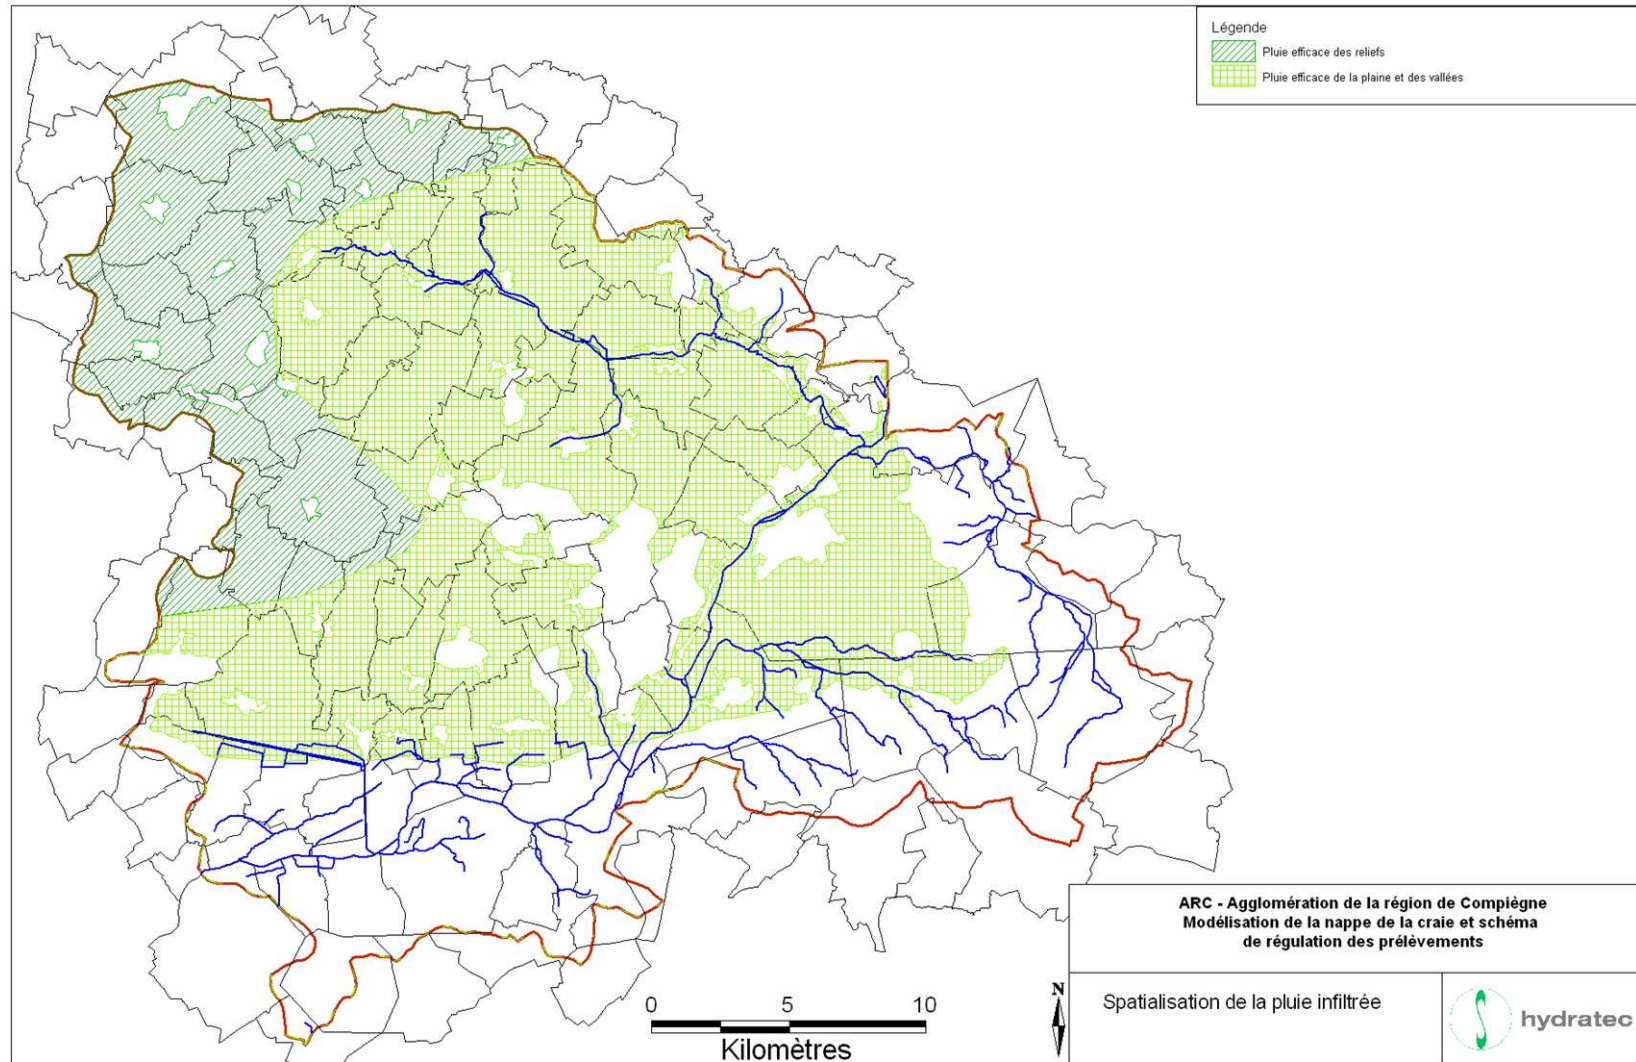 Légende
Pluie efficace des reliefs
Pluie efficace de la plaine et des vallées
0 5 10
Kilomètres
N
ARC - Agglomération de la région de Compiègne
Modélisation de la nappe de la craie et schéma
de régulation des prélèvements
Spatialisation de la pluie infiltrée
hydratec